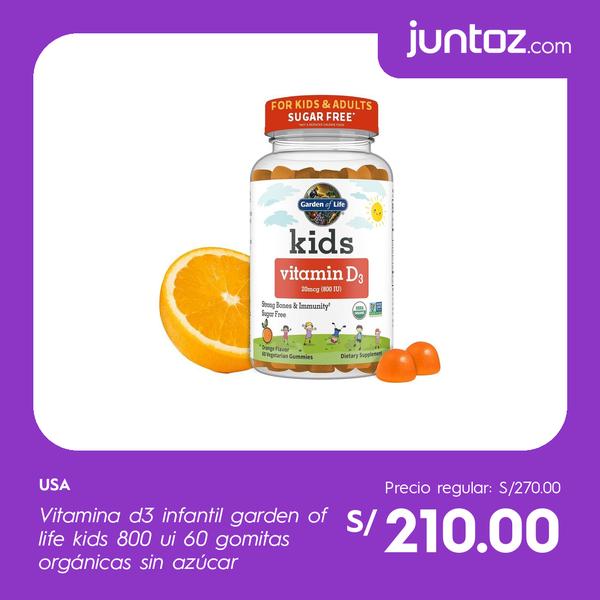 juntoz.com
FOR KIDS & ADULTS
SUGAR FREE*
Garden of Life
kids
vitamin D3
20mcg (800 IU)
Strong Bones & Immunity†
Sugar Free
USDA
ORGANIC
Orange Flavor
60 Vegetarian Gummies
Dietary Supplement
USA
Precio regular: S/270.00
Vitamina d3 infantil garden of
life kids 800 ui 60 gomitas
orgánicas sin azúcar
S/ 210.00